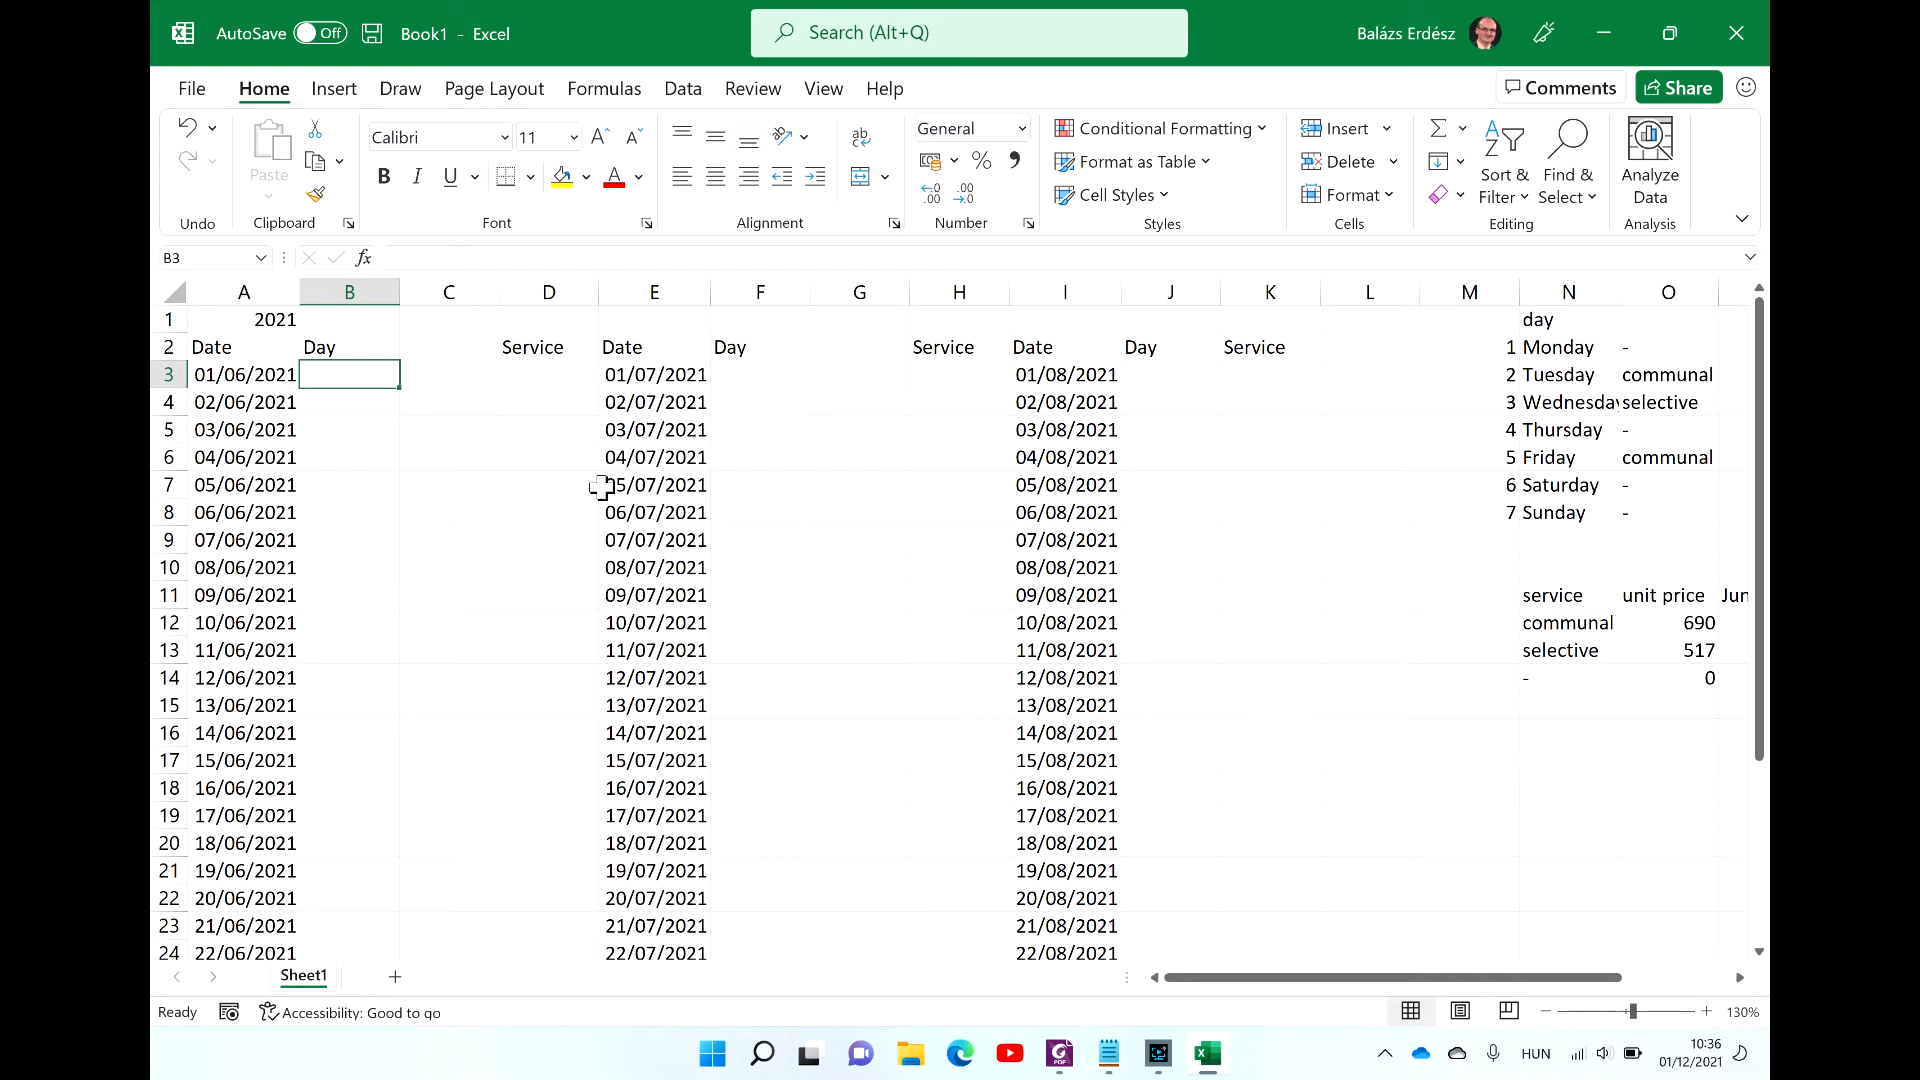 AutoSave Off Book1 - Excel Search (Alt+Q) Balázs Erdész
File Home Insert Draw Page Layout Formulas Data Review View Help Comments Share
Calibri 11 General Conditional Formatting Insert
Paste B I U Format as Table Delete Sort & Filter Find & Select Analyze Data
Cell Styles Format
Undo Clipboard Font Alignment Number Styles Cells Editing Analysis
B3 fx
A B C D E F G H I J K L M N O
1 2021 day
2 Date Day Service Date Day Service Date Day Service 1 Monday -
3 01/06/2021 01/07/2021 01/08/2021 2 Tuesday communal
4 02/06/2021 02/07/2021 02/08/2021 3 Wednesday selective
5 03/06/2021 03/07/2021 03/08/2021 4 Thursday -
6 04/06/2021 04/07/2021 04/08/2021 5 Friday communal
7 05/06/2021 05/07/2021 05/08/2021 6 Saturday -
8 06/06/2021 06/07/2021 06/08/2021 7 Sunday -
9 07/06/2021 07/07/2021 07/08/2021
10 08/06/2021 08/07/2021 08/08/2021
11 09/06/2021 09/07/2021 09/08/2021 service unit price Jun
12 10/06/2021 10/07/2021 10/08/2021 communal 690
13 11/06/2021 11/07/2021 11/08/2021 selective 517
14 12/06/2021 12/07/2021 12/08/2021 - 0
15 13/06/2021 13/07/2021 13/08/2021
16 14/06/2021 14/07/2021 14/08/2021
17 15/06/2021 15/07/2021 15/08/2021
18 16/06/2021 16/07/2021 16/08/2021
19 17/06/2021 17/07/2021 17/08/2021
20 18/06/2021 18/07/2021 18/08/2021
21 19/06/2021 19/07/2021 19/08/2021
22 20/06/2021 20/07/2021 20/08/2021
23 21/06/2021 21/07/2021 21/08/2021
24 22/06/2021 22/07/2021 22/08/2021
Sheet1
Ready Accessibility: Good to go 130%
HUN 10:36
01/12/2021